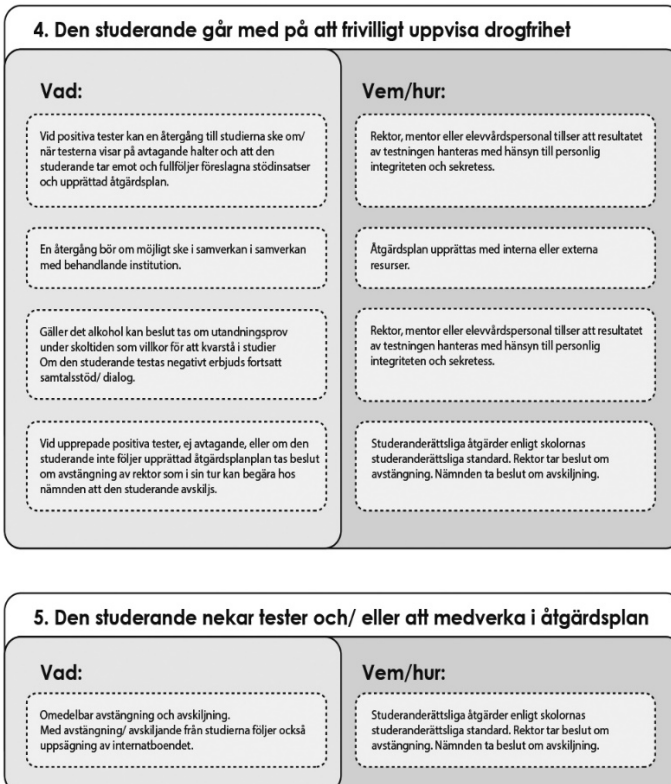 4. Den studerande går med på att frivilligt uppvisa drogfrihet
Vad:
Vem/hur:
Vid positiva tester kan en återgång till studierna ske om/
när testerna visar på avtagande halter och att den
studerande tar emot och fullföljer föreslagna stödinsatser
och upprättad åtgärdsplan.
Rektor, mentor eller elevvårdspersonal tillser att resultatet
av testningen hanteras med hänsyn till personlig
integriteten och sekretess.
En återgång bör om möjligt ske i samverkan i samverkan
med behandlande institution.
Åtgärdsplan upprättas med interna eller externa
resurser.
Gäller det alkohol kan beslut tas om utandningsprov
under skoltiden som villkor för att kvarstå i studier
Om den studerande testas negativt erbjuds fortsatt
samtalsstöd/ dialog.
Rektor, mentor eller elevvårdspersonal tillser att resultatet
av testningen hanteras med hänsyn till personlig
integriteten och sekretess.
Vid upprepade positiva tester, ej avtagande, eller om den
studerande inte följer upprättad åtgärdsplanplan tas beslut
om avstängning av rektor som i sin tur kan begära hos
nämnden att den studerande avskiljs.
Studeranderättsliga åtgärder enligt skolornas
studeranderättsliga standard. Rektor tar beslut om
avstängning. Nämnden ta beslut om avskiljning.
5. Den studerande nekar tester och/ eller att medverka i åtgärdsplan
Vad:
Vem/hur:
Omedelbar avstängning och avskiljning.
Med avstängning/ avskiljande från studierna följer också
uppsägning av internatboendet.
Studeranderättsliga åtgärder enligt skolornas
studeranderättsliga standard. Rektor tar beslut om
avstängning. Nämnden ta beslut om avskiljning.